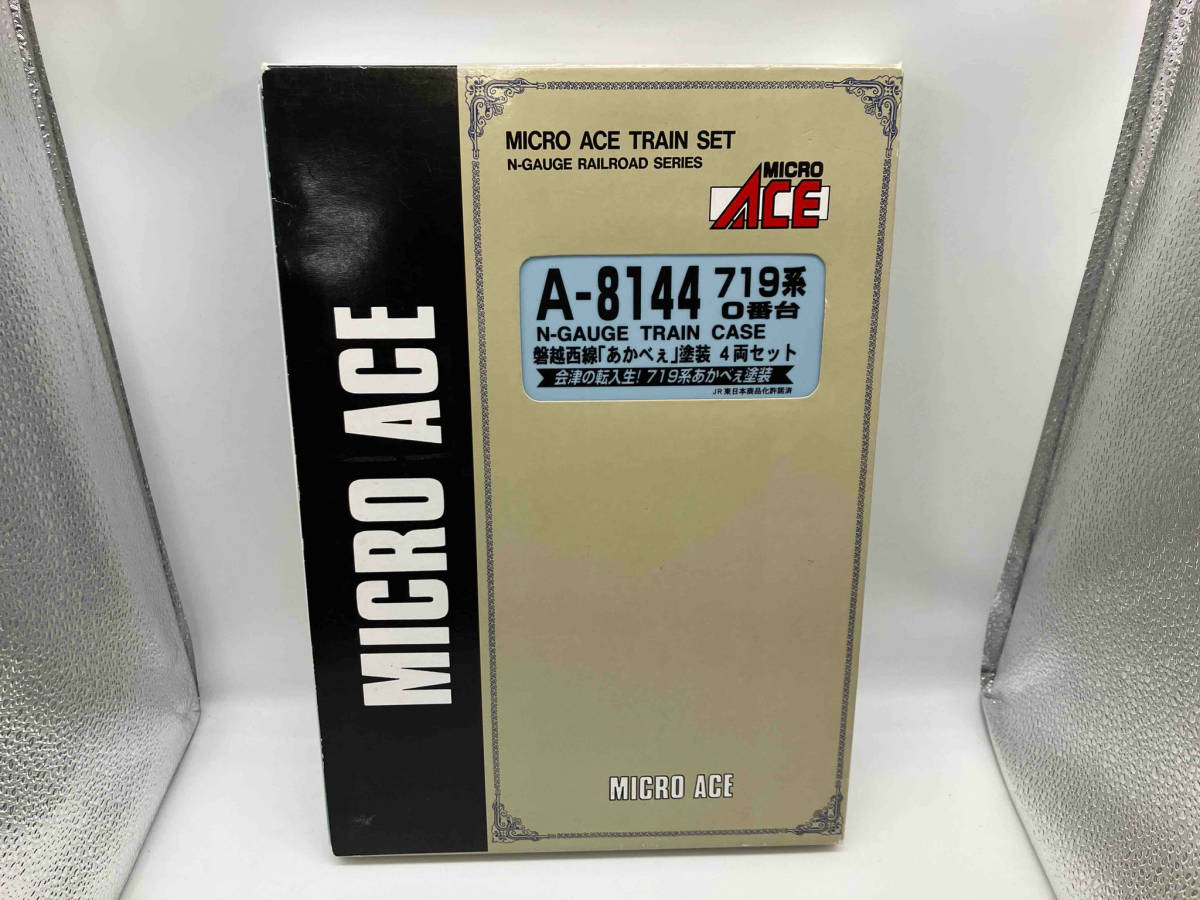 MICRO ACE
MICRO ACE TRAIN SET
N-GAUGE RAILROAD SERIES
MICRO
ACE
A-8144 719系
0番台
N-GAUGE TRAIN CASE
磐越西線「あかべぇ」塗装 4両セット
会津の転入生!719系あかべぇ塗装
JR東日本商品化許諾済
MICRO ACE